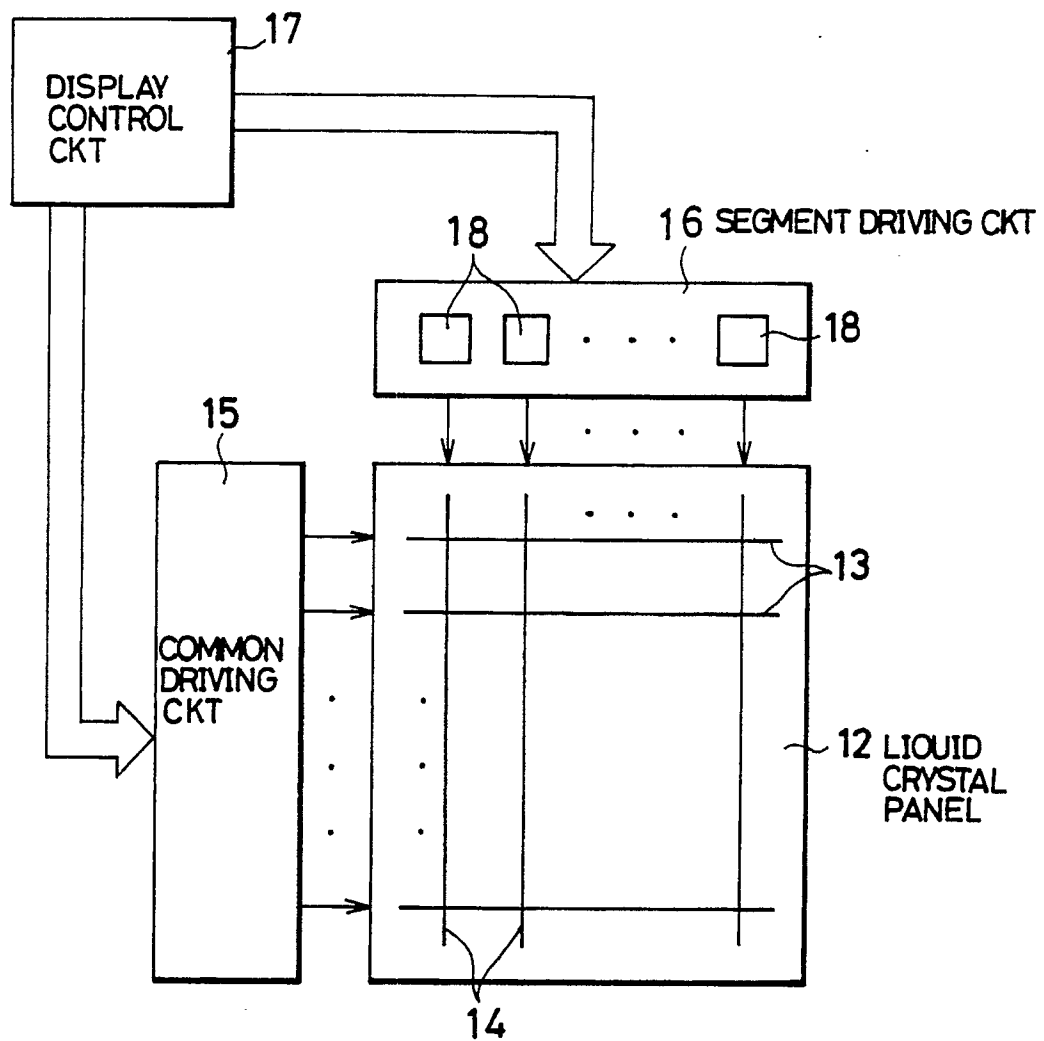 17
DISPLAY
CONTROL
CKT
18
16 SEGMENT DRIVING CKT
18
15
13
COMMON
DRIVING
CKT
12 LIOUID
CRYSTAL
PANEL
14